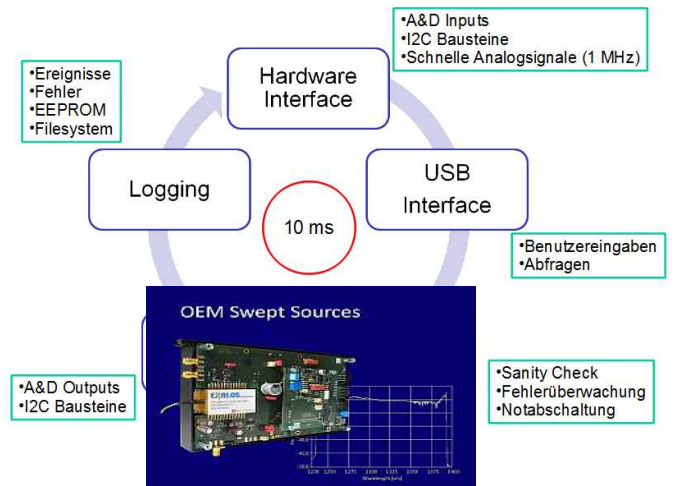 •A&D Inputs
•I2C Bausteine
•Schnelle Analogsignale (1 MHz)
Hardware
Interface
•Ereignisse
•Fehler
•EEPROM
•Filesystem
Logging
USB
Interface
10 ms
•Benutzereingaben
•Abfragen
OEM Swept Sources
•A&D Outputs
•I2C Bausteine
•Sanity Check
•Fehlerüberwachung
•Notabschaltung